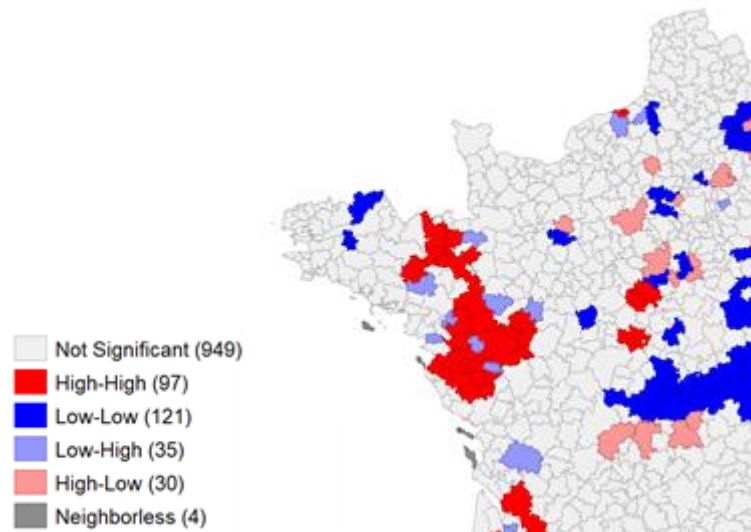 Not Significant (949)
High-High (97)
Low-Low (121)
Low-High (35)
High-Low (30)
Neighborless (4)